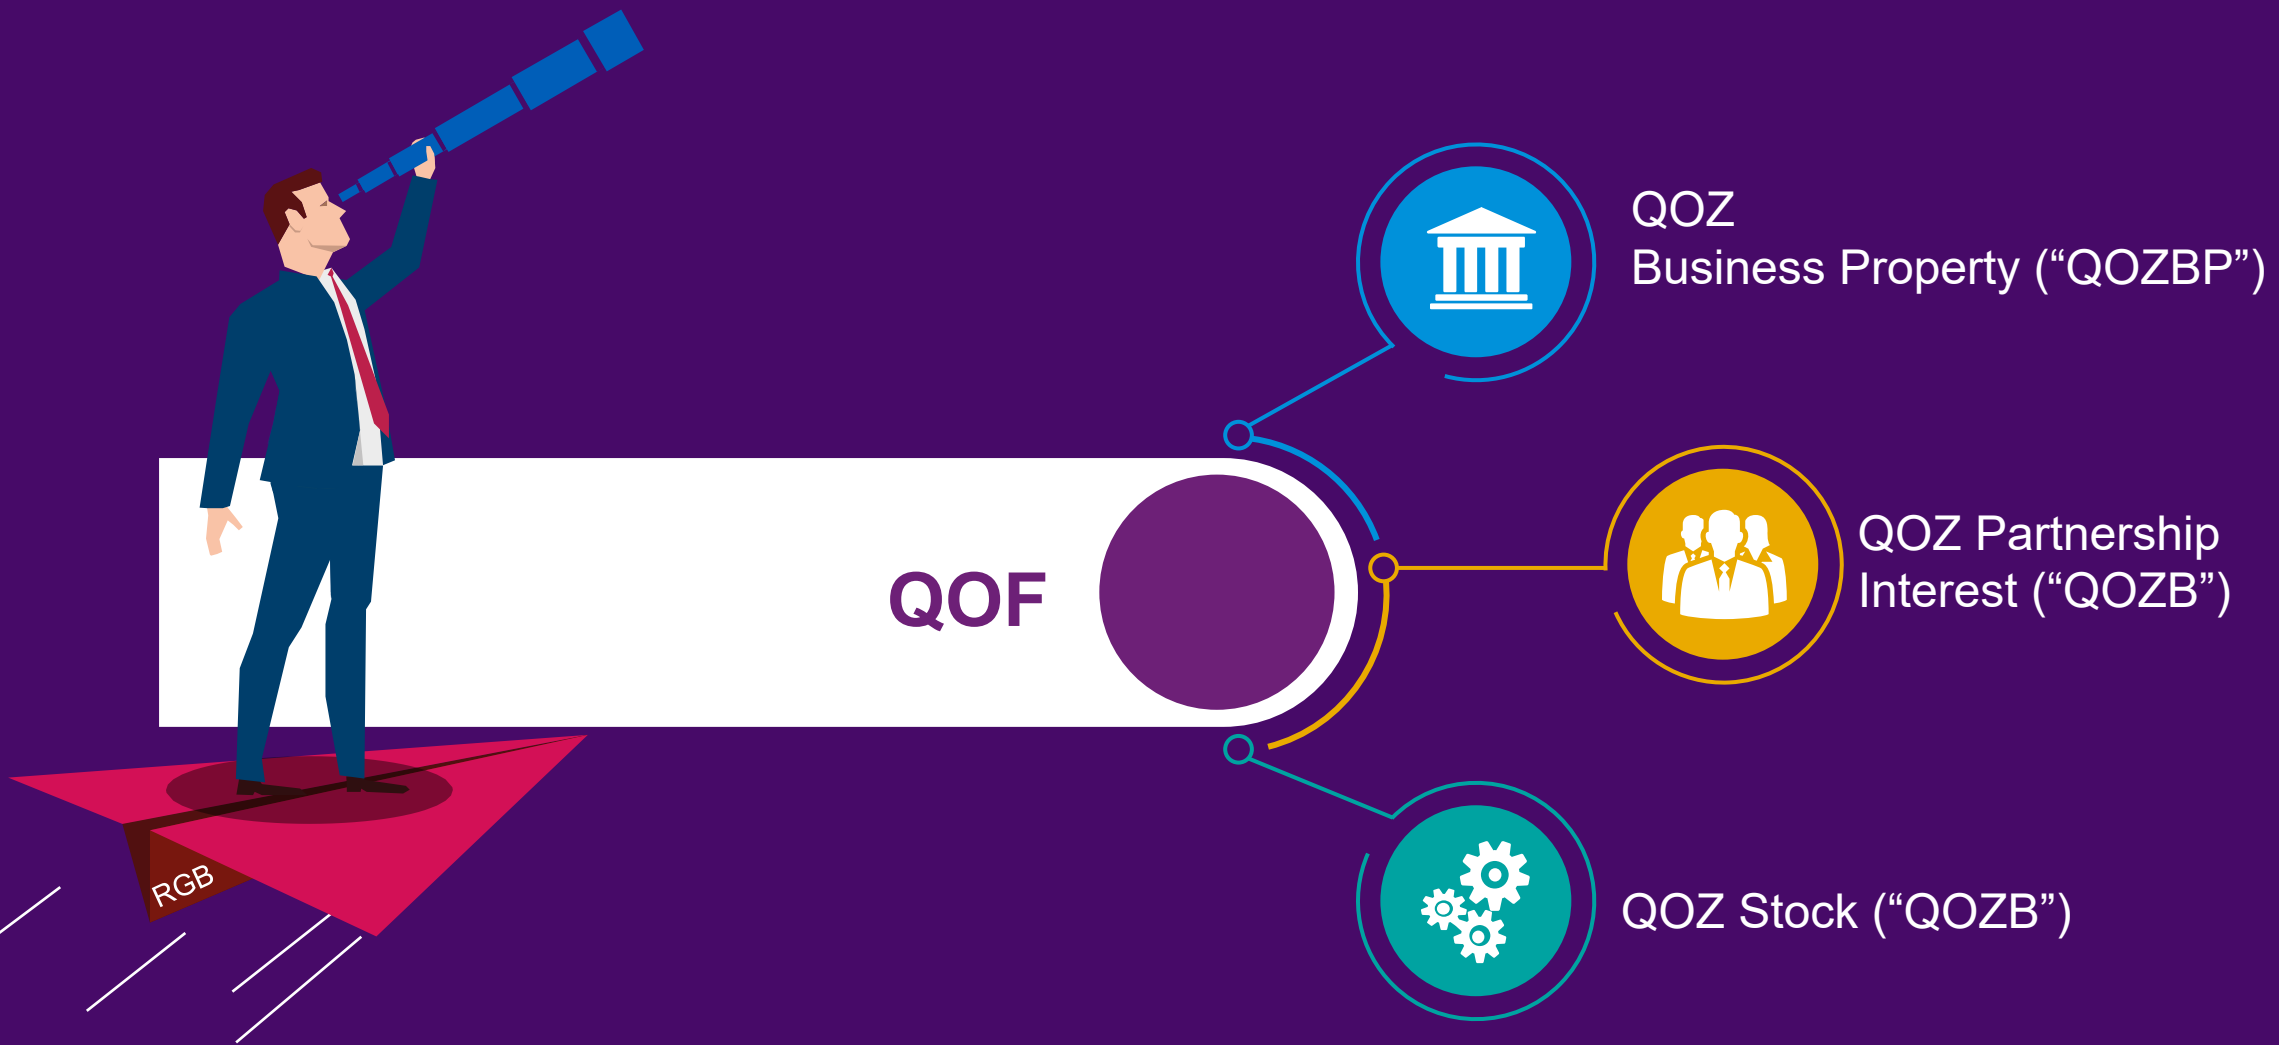 QOZ
Business Property (“QOZBP”)
QOF
QOZ Partnership
Interest (“QOZB”)
QOZ Stock (“QOZB”)
RGB